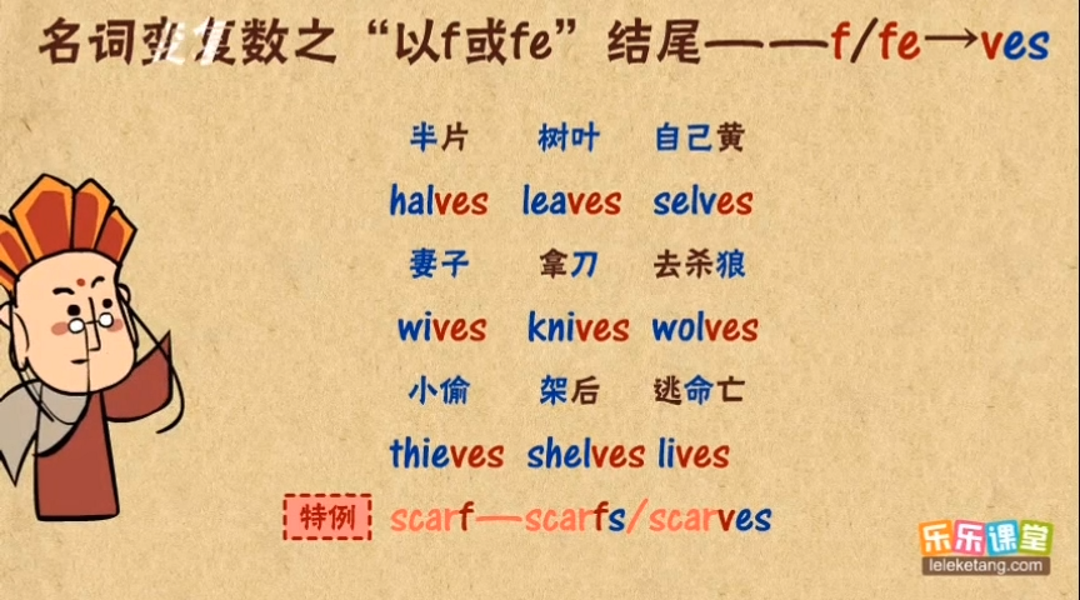 名词变复数之“以f或fe”结尾——f/fe→ves
半片 树叶 自己黄
halves leaves selves
妻子 拿刀 去杀狼
wives knives wolves
小偷 架后 逃命亡
thieves shelves lives
特例 scarf—scarfs/scarves
乐乐课堂
leleketang.com